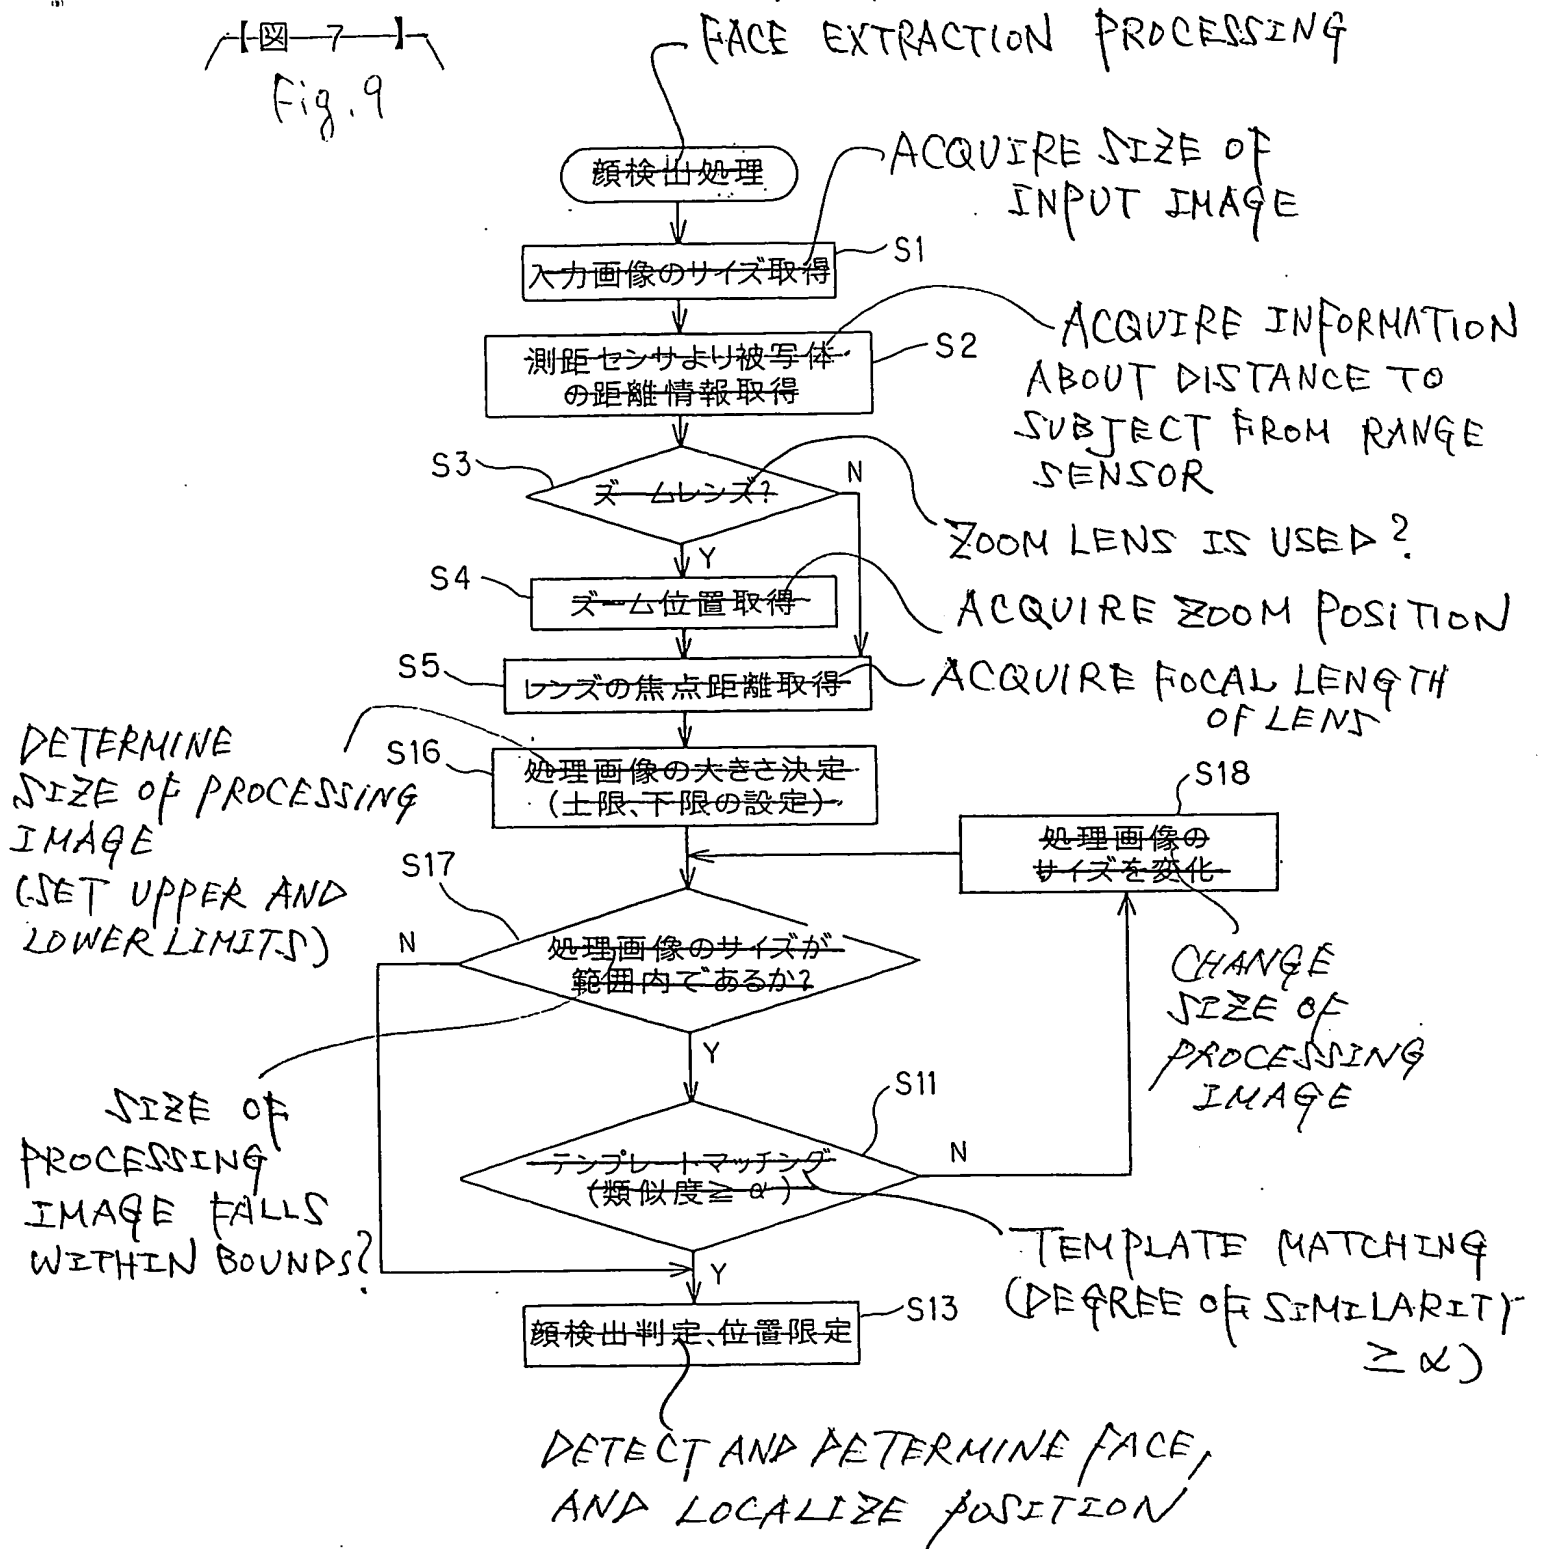 【図 7 】
Fig. 9
FACE EXTRACTION PROCESSING
顔検出処理
ACQUIRE SIZE OF
INPUT IMAGE
S1
入力画像のサイズ取得
S2
測距センサより被写体
の距離情報取得
ACQUIRE INFORMATION
ABOUT DISTANCE TO
SUBJECT FROM RANGE
SENSOR
S3
ズームレンズ?
N
Y
ZOOM LENS IS USED?
S4
ズーム位置取得
ACQUIRE ZOOM POSITION
S5
レンズの焦点距離取得
ACQUIRE FOCAL LENGTH
OF LENS
DETERMINE
SIZE OF PROCESSING
IMAGE
(SET UPPER AND
LOWER LIMITS)
S16
処理画像の大きさ決定
(上限、下限の設定)
S18
処理画像の
サイズを変化
CHANGE
SIZE OF
PROCESSING
IMAGE
S17
N
処理画像のサイズが
範囲内であるか?
Y
SIZE OF
PROCESSING
IMAGE FALLS
WITHIN BOUNDS?
S11
テンプレートマッチング
(類似度≧α)
N
Y
TEMPLATE MATCHING
(DEGREE OF SIMILARITY
≥ α)
S13
顔検出判定、位置限定
DETECT AND DETERMINE FACE,
AND LOCALIZE POSITION